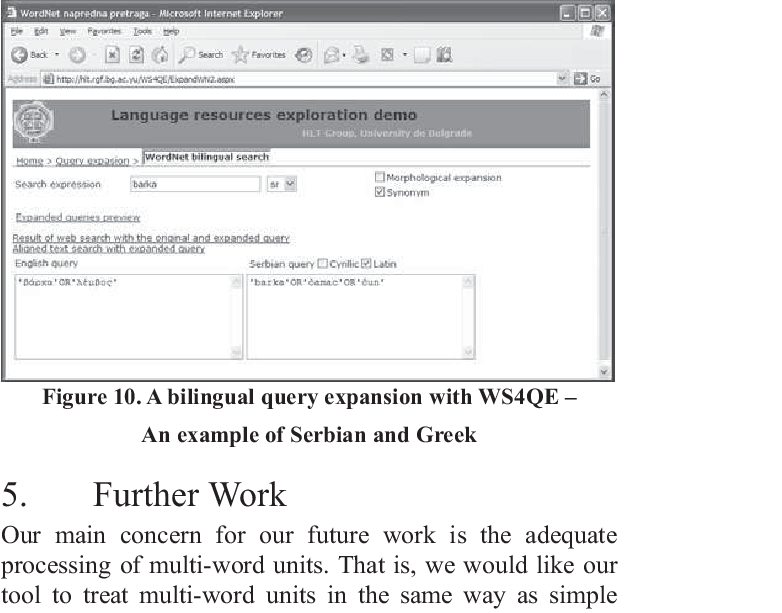 WordNet napredna pretraga - Microsoft Internet Explorer
File Edit View Favorites Tools Help
Back Search Favorites
Address http://hlt.rgf.bg.ac.yu/WS4QE/ExpandWN2.aspx Go
Language resources exploration demo
HLT Group, University de Belgrade
Home > Query expasion > WordNet bilingual search
Search expression barka sr Morphological expansion
Synonym
Expanded queries preview
Result of web search with the original and expanded query
Aligned text search with expanded query
English query Serbian query Cyrilic Latin
"βάρκα"OR"λέμβος" "barka"OR"čamac"OR"čun"
Figure 10. A bilingual query expansion with WS4QE –
An example of Serbian and Greek
5. Further Work
Our main concern for our future work is the adequate
processing of multi-word units. That is, we would like our
tool to treat multi-word units in the same way as simple